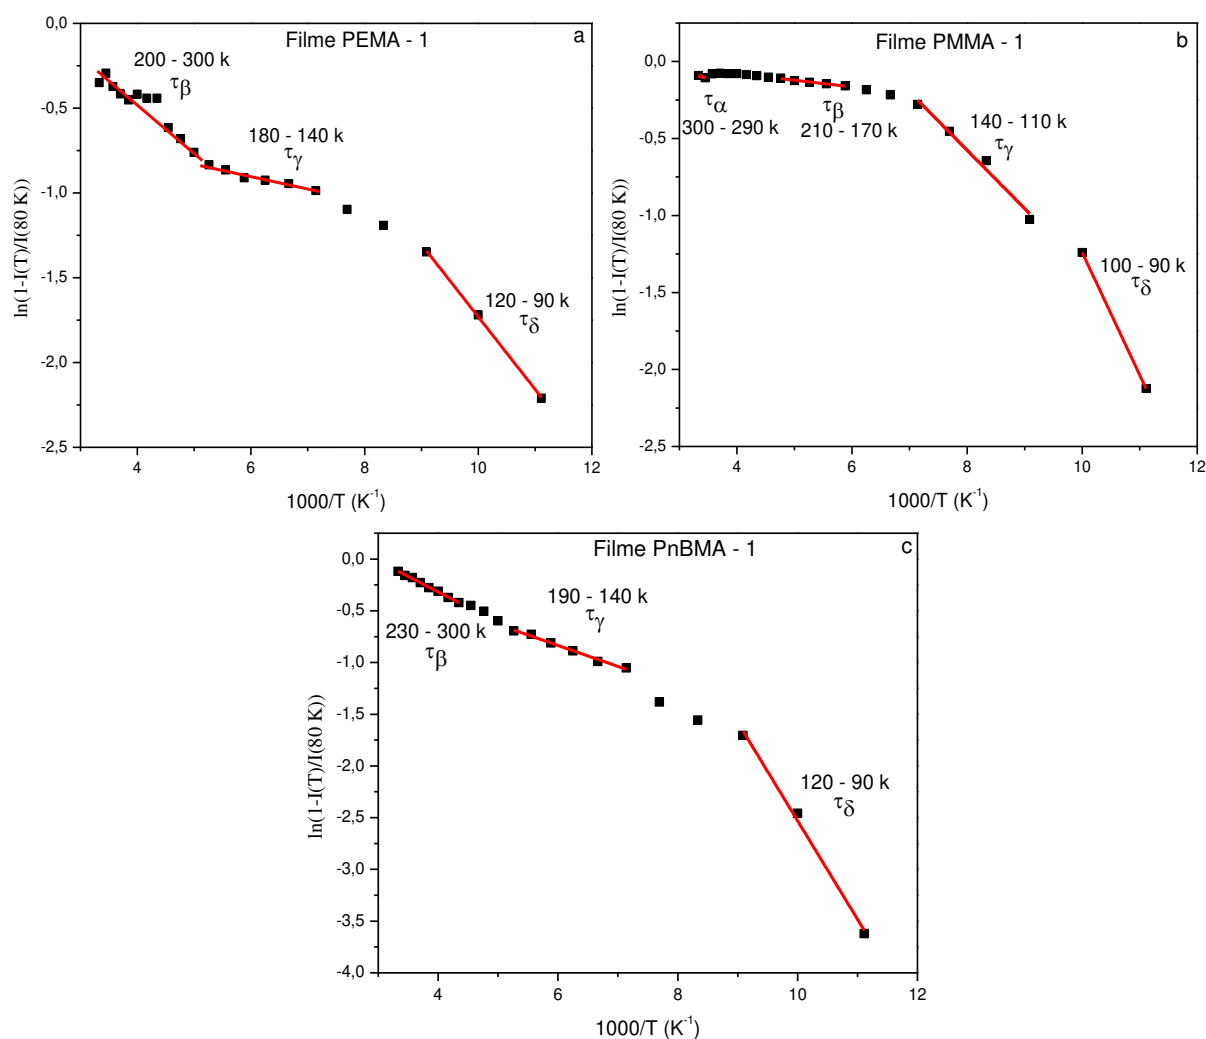 Filme PEMA - 1
a
200 - 300 k
τβ
180 - 140 k
τγ
120 - 90 k
τδ
0,0
-0,5
-1,0
-1,5
-2,0
-2,5
4
6
8
10
12
ln(1-I(T)/I(80 K))
1000/T (K⁻¹)
Filme PMMA - 1
b
τα
300 - 290 k
τβ
210 - 170 k
140 - 110 k
τγ
100 - 90 k
τδ
0,0
-0,5
-1,0
-1,5
-2,0
-2,5
4
6
8
10
12
ln(1-I(T)/I(80 K))
1000/T (K⁻¹)
Filme PnBMA - 1
c
230 - 300 k
τβ
190 - 140 k
τγ
120 - 90 k
τδ
0,0
-0,5
-1,0
-1,5
-2,0
-2,5
-3,0
-3,5
-4,0
4
6
8
10
12
ln(1-I(T)/I(80 K))
1000/T (K⁻¹)